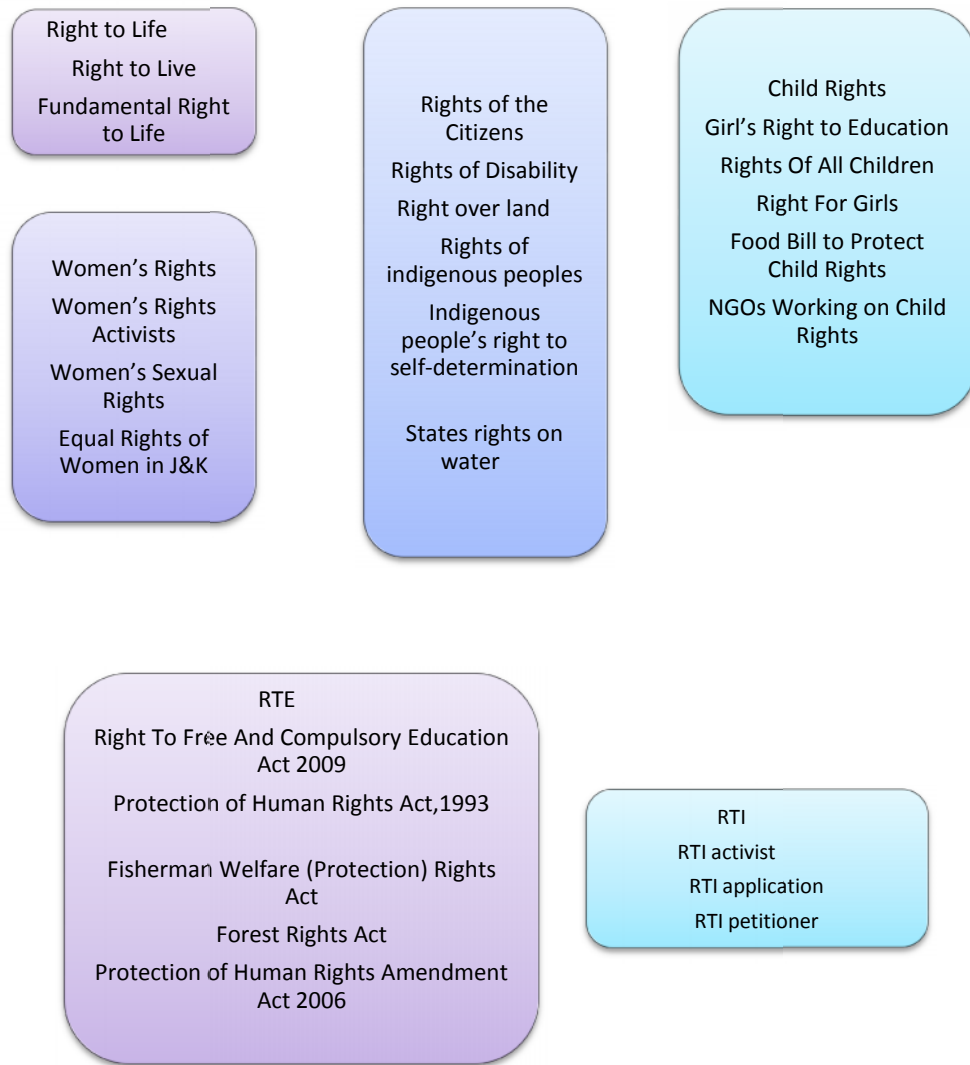 Right to Life
Right to Live
Fundamental Right
to Life
Women’s Rights
Women’s Rights
Activists
Women’s Sexual
Rights
Equal Rights of
Women in J&K
Rights of the
Citizens
Rights of Disability
Right over land
Rights of
indigenous peoples
Indigenous
people’s right to
self-determination
States rights on
water
Child Rights
Girl’s Right to Education
Rights Of All Children
Right For Girls
Food Bill to Protect
Child Rights
NGOs Working on Child
Rights
RTE
Right To Free And Compulsory Education
Act 2009
Protection of Human Rights Act,1993
Fisherman Welfare (Protection) Rights
Act
Forest Rights Act
Protection of Human Rights Amendment
Act 2006
RTI
RTI activist
RTI application
RTI petitioner